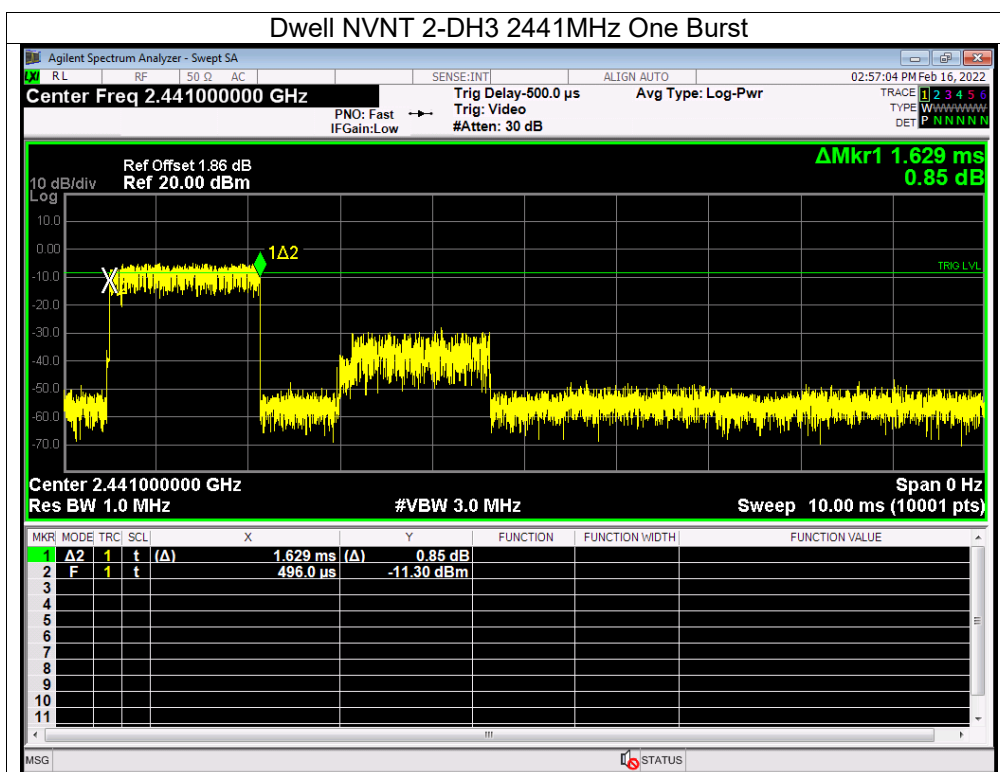 Dwell NVNT 2-DH3 2441MHz One Burst
Agilent Spectrum Analyzer - Swept SA
LXI RL RF 50 Ω AC SENSE:INT ALIGN AUTO 02:57:04 PM Feb 16, 2022
Center Freq 2.441000000 GHz
PNO: Fast
IFGain:Low
Trig Delay-500.0 µs
Trig: Video
#Atten: 30 dB
Avg Type: Log-Pwr
TRACE 1 2 3 4 5 6
TYPE WWWWWW
DET P N N N N N
ΔMkr1 1.629 ms
0.85 dB
Ref Offset 1.86 dB
10 dB/div Ref 20.00 dBm
Log
10.0
0.00
-10.0
-20.0
-30.0
-40.0
-50.0
-60.0
-70.0
1Δ2
TRIG LVL
Center 2.441000000 GHz Span 0 Hz
Res BW 1.0 MHz #VBW 3.0 MHz Sweep 10.00 ms (10001 pts)
MKR MODE TRC SCL X Y FUNCTION FUNCTION WIDTH FUNCTION VALUE
1 Δ2 1 t (Δ) 1.629 ms (Δ) 0.85 dB
2 F 1 t 496.0 µs -11.30 dBm
3
4
5
6
7
8
9
10
11
MSG STATUS